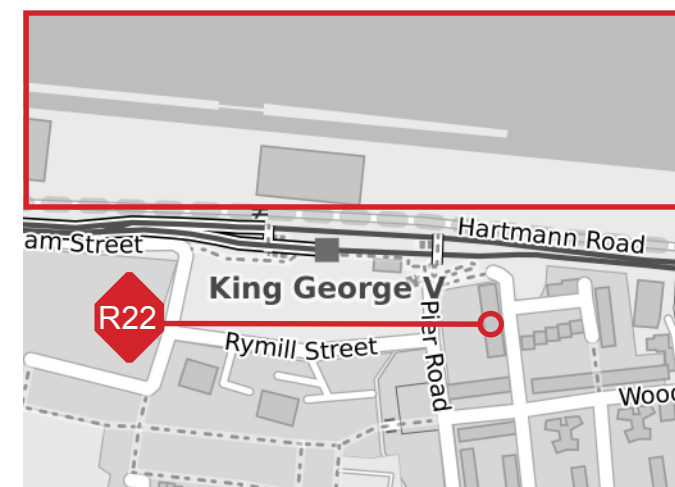 Hartmann Road
am Street
King George V
R22
Rymill Street
Pier Road
Wood